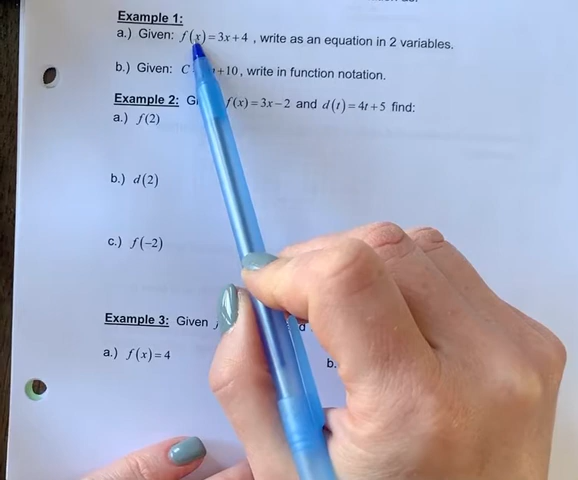 Example 1:
a.) Given: f(x)=3x+4 , write as an equation in 2 variables.
b.) Given: C +10, write in function notation.
Example 2: f(x)=3x−2 and d(t)=4t+5 find:
a.) f(2)
b.) d(2)
c.) f(−2)
Example 3: Given
a.) f(x)=4
b.